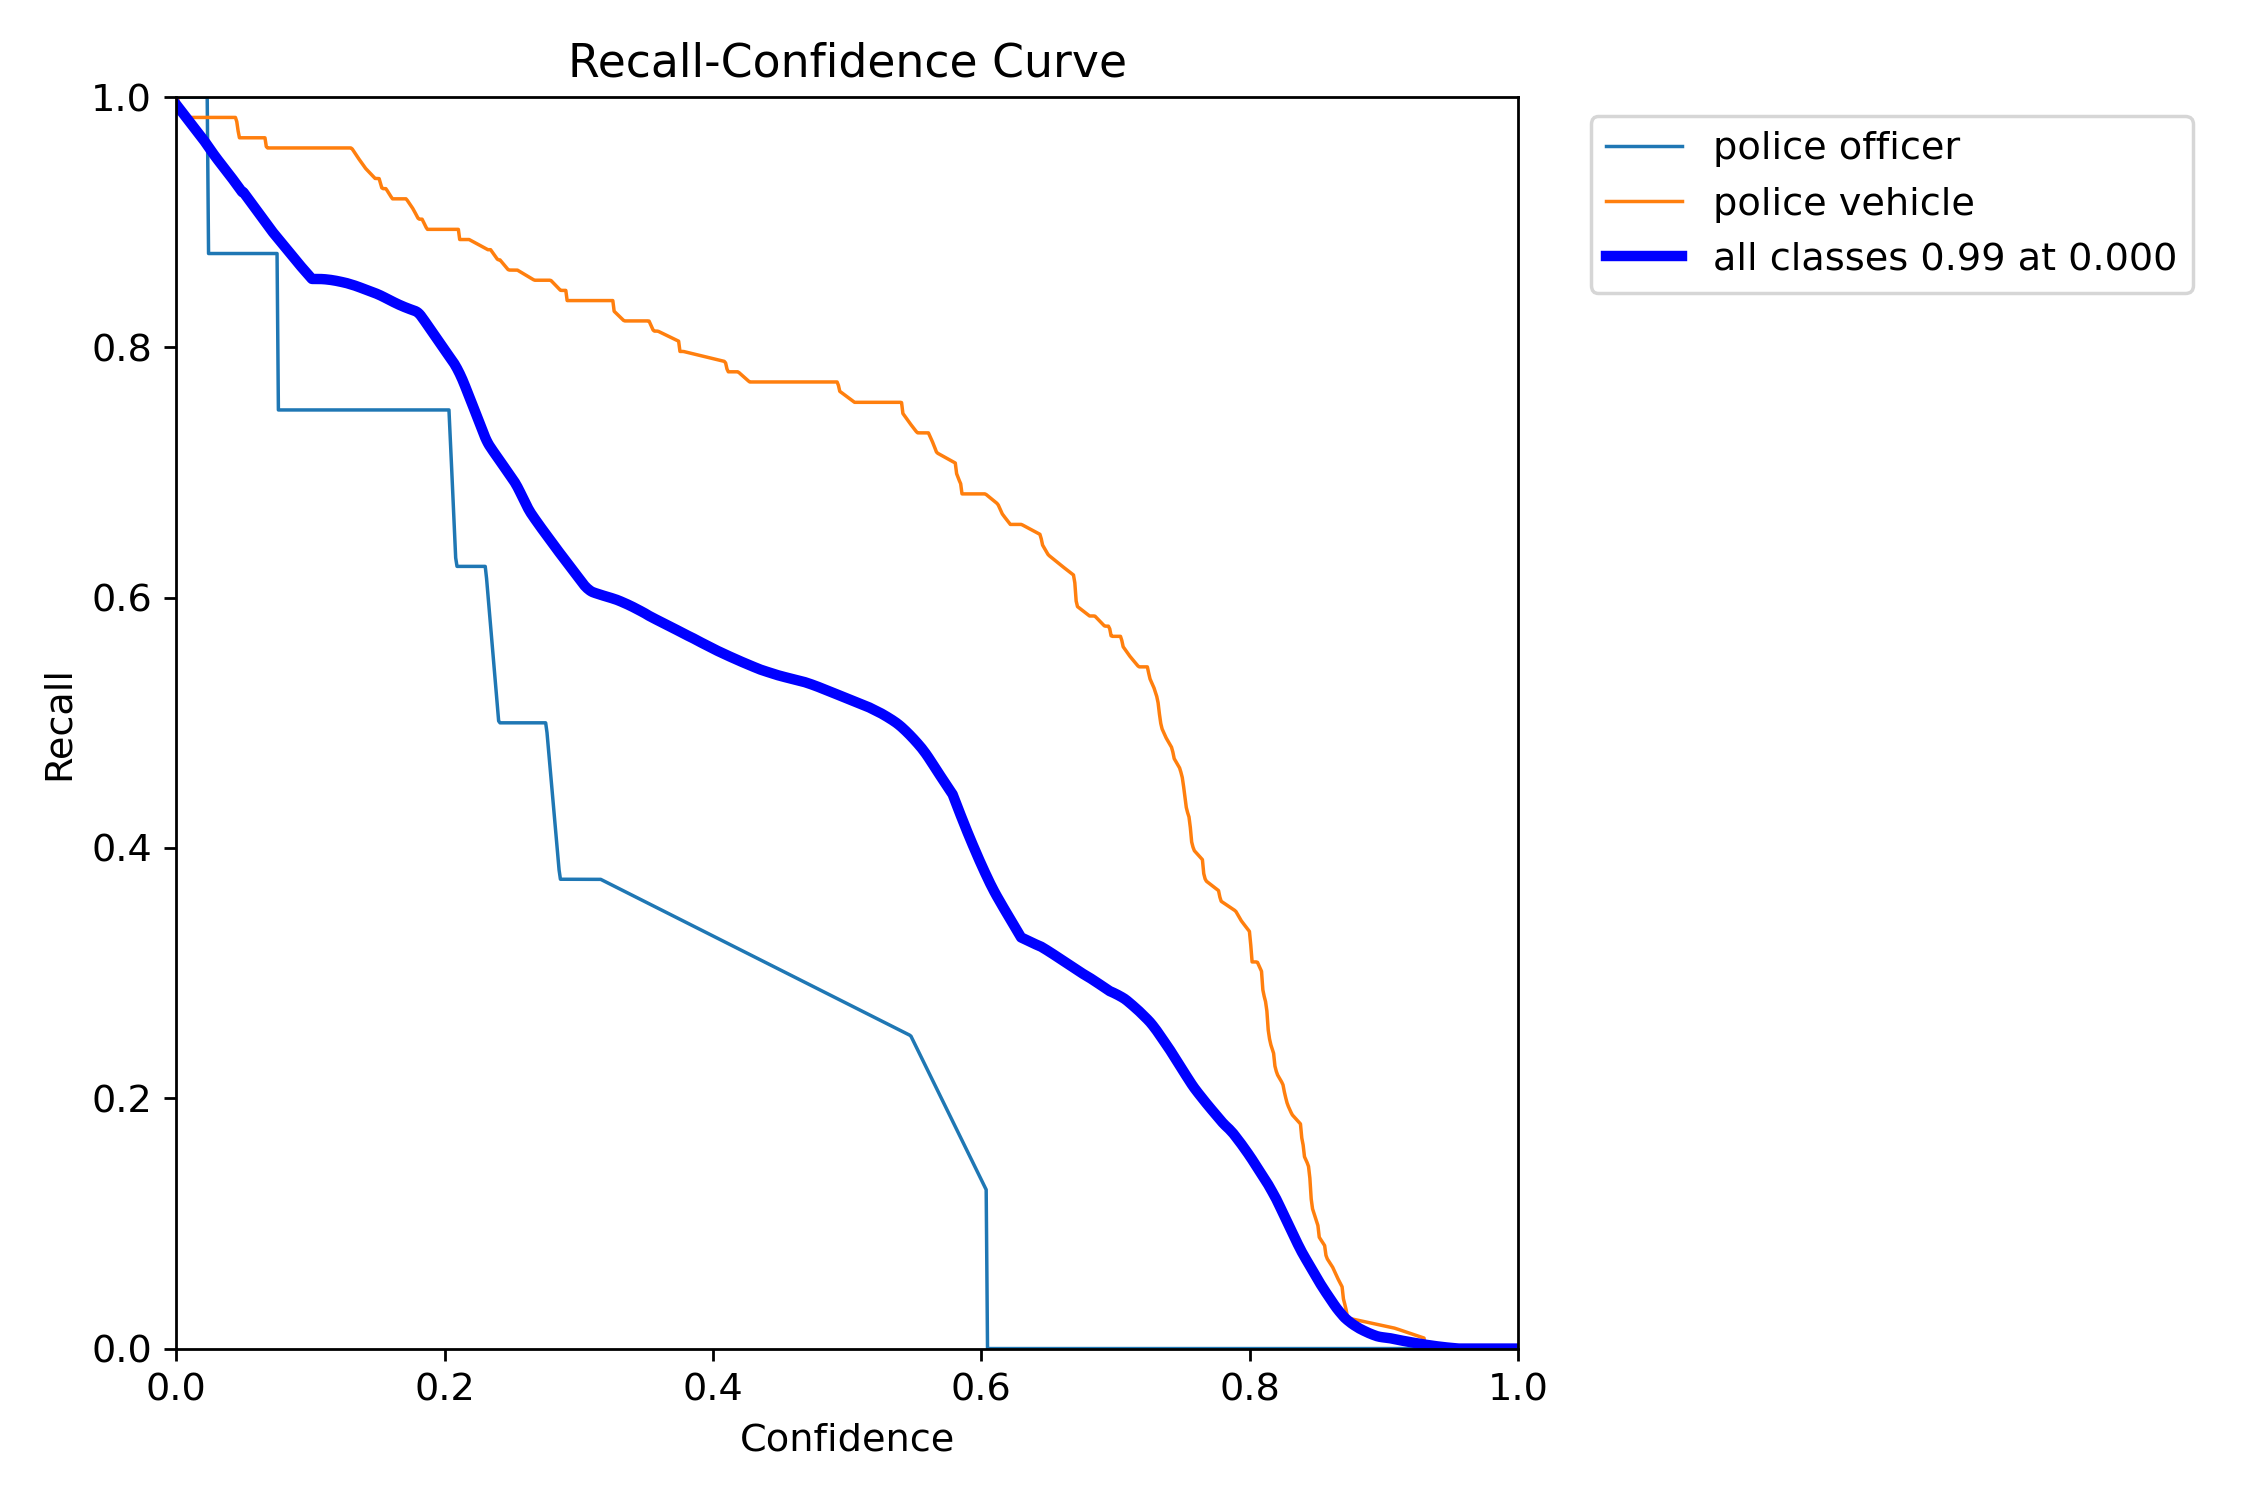 Recall-Confidence Curve
1.0
0.8
0.6
0.4
0.2
0.0
Recall
0.0 0.2 0.4 0.6 0.8 1.0
Confidence
police officer
police vehicle
all classes 0.99 at 0.000